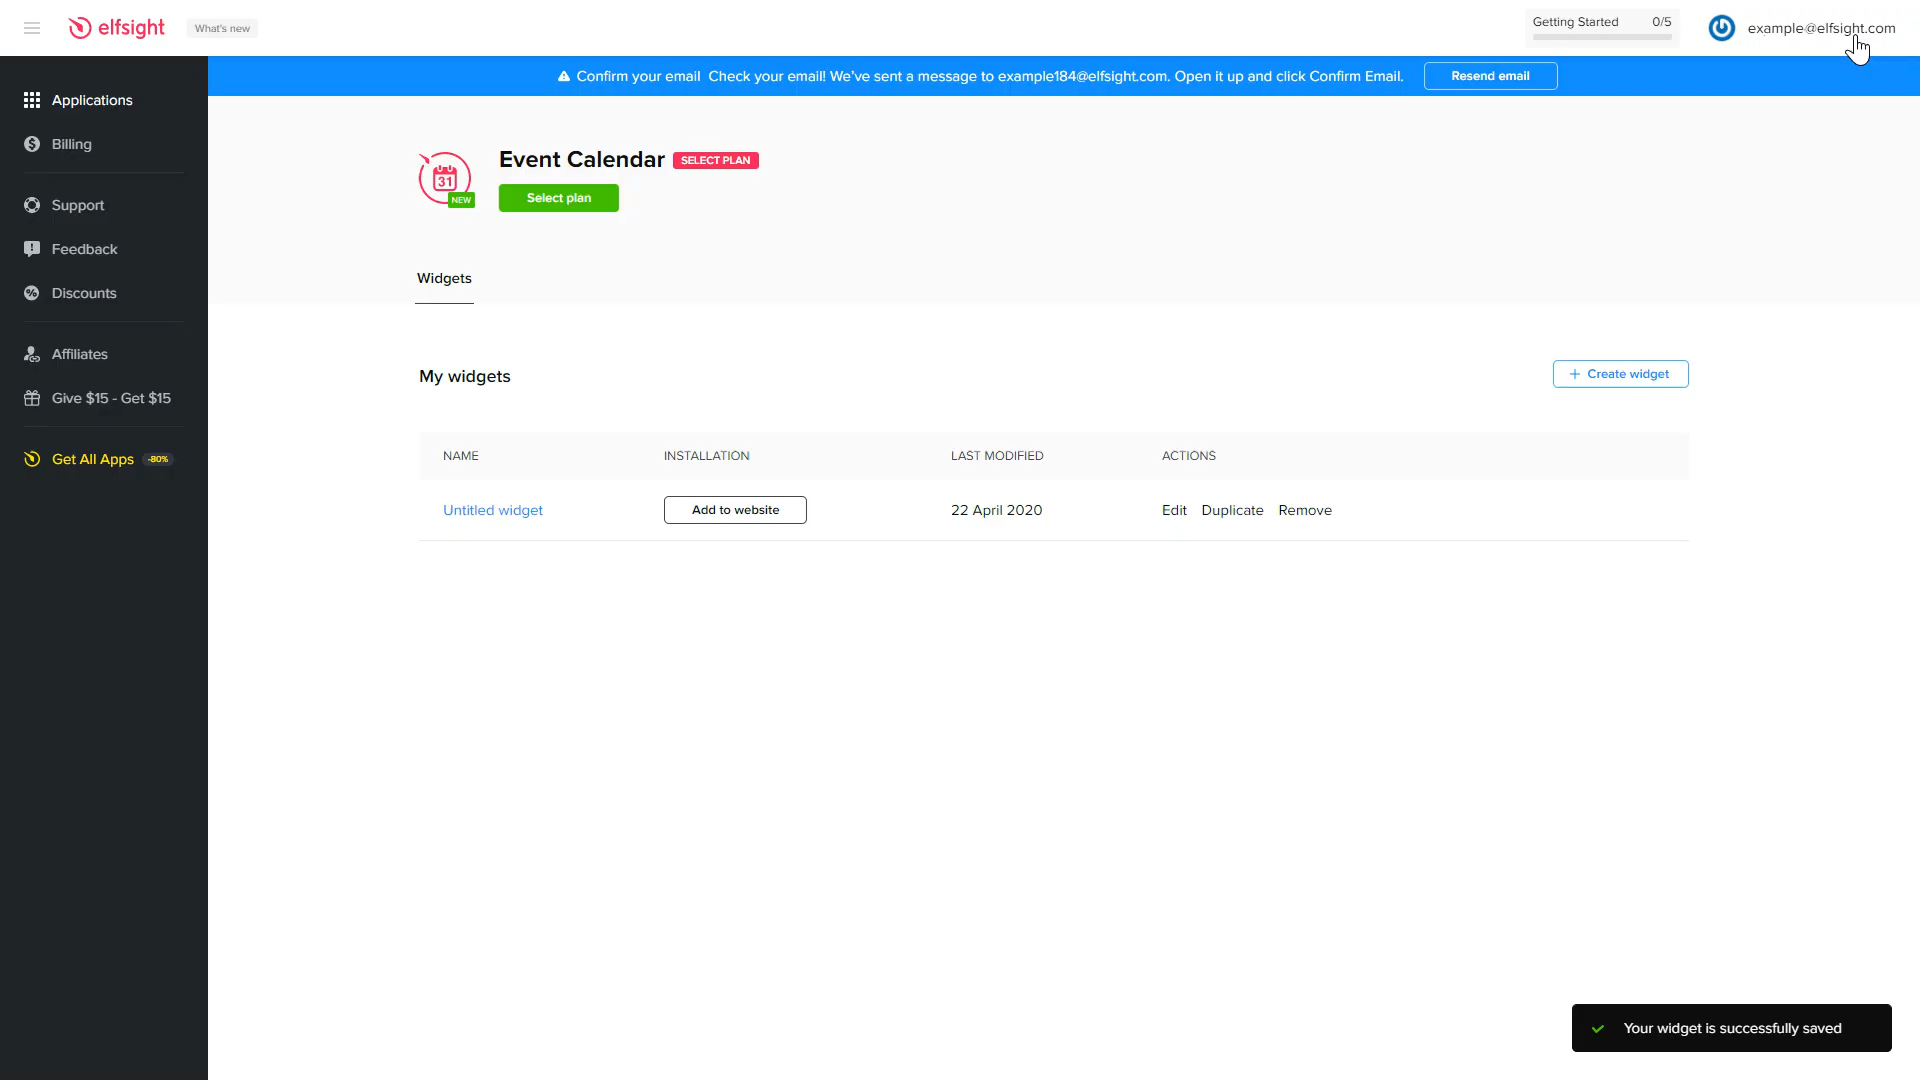 elfsight
What's new
Getting Started 0/5
example@elfsight.com
Confirm your email Check your email! We've sent a message to example184@elfsight.com. Open it up and click Confirm Email.
Resend email
Applications
Billing
Support
Feedback
Discounts
Affiliates
Give $15 - Get $15
Get All Apps -80%
31
NEW
Event Calendar SELECT PLAN
Select plan
Widgets
My widgets
+ Create widget
NAME INSTALLATION LAST MODIFIED ACTIONS
Untitled widget Add to website 22 April 2020 Edit Duplicate Remove
Your widget is successfully saved